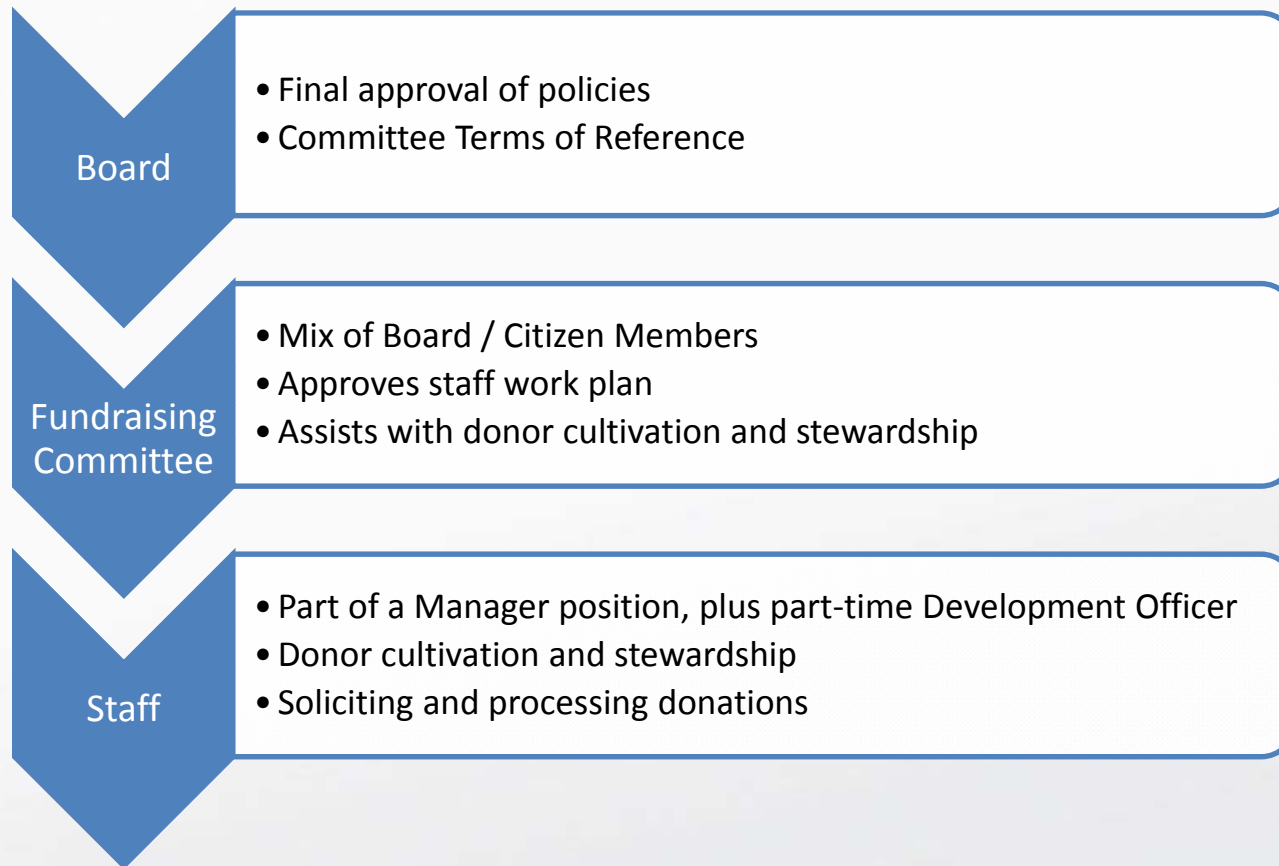 Board
• Final approval of policies
• Committee Terms of Reference
Fundraising
Committee
• Mix of Board / Citizen Members
• Approves staff work plan
• Assists with donor cultivation and stewardship
Staff
• Part of a Manager position, plus part-time Development Officer
• Donor cultivation and stewardship
• Soliciting and processing donations